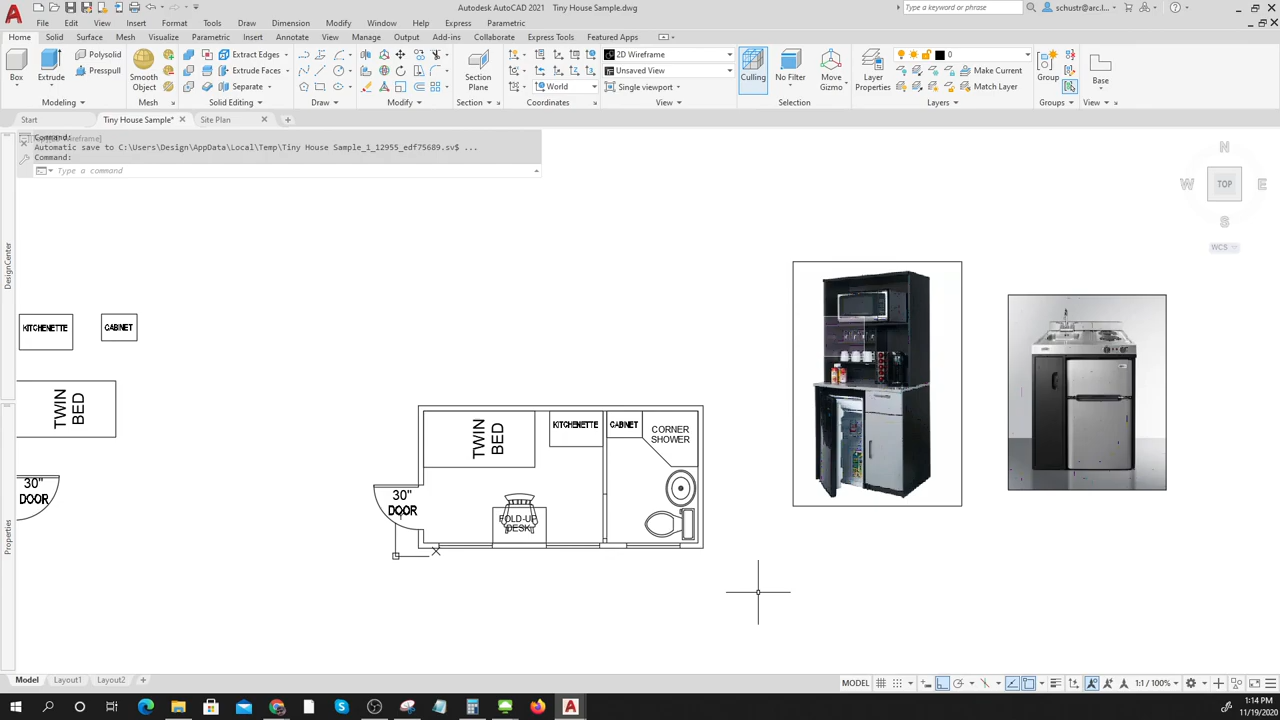 Autodesk AutoCAD 2021 Tiny House Sample.dwg
Type a keyword or phrase
schustr@arc.l...
File Edit View Insert Format Tools Draw Dimension Modify Window Express Parametric
Home Solid Surface Mesh Visualize Parametric Insert Annotate View Manage Output Add-ins Collaborate Express Tools Featured Apps
Box
Extrude
Polysolid
Presspull
Modeling
Smooth Object
Mesh
Extract Edges
Extrude Faces
Separate
Solid Editing
Draw
Modify
Section Plane
Section
World
Coordinates
2D Wireframe
Unsaved View
Single viewport
View
Culling
No Filter
Move Gizmo
Selection
Layer Properties
0
Make Current
Match Layer
Layers
Group
Groups
Base
View
Start
Tiny House Sample*
Site Plan
Command:
Automatic save to C:\Users\Design\AppData\Local\Temp\Tiny House Sample_1_12955_edf75689.sv$ ...
Command:
Type a command
N
W
TOP
E
S
WCS
DesignCenter
Properties
KITCHENETTE
CABINET
TWIN
BED
30"
DOOR
TWIN
BED
KITCHENETTE
CABINET
CORNER
SHOWER
30"
DOOR
FOLD-UP
DESK
Model
Layout1
Layout2
MODEL
1:1 / 100%
1:14 PM
11/19/2020